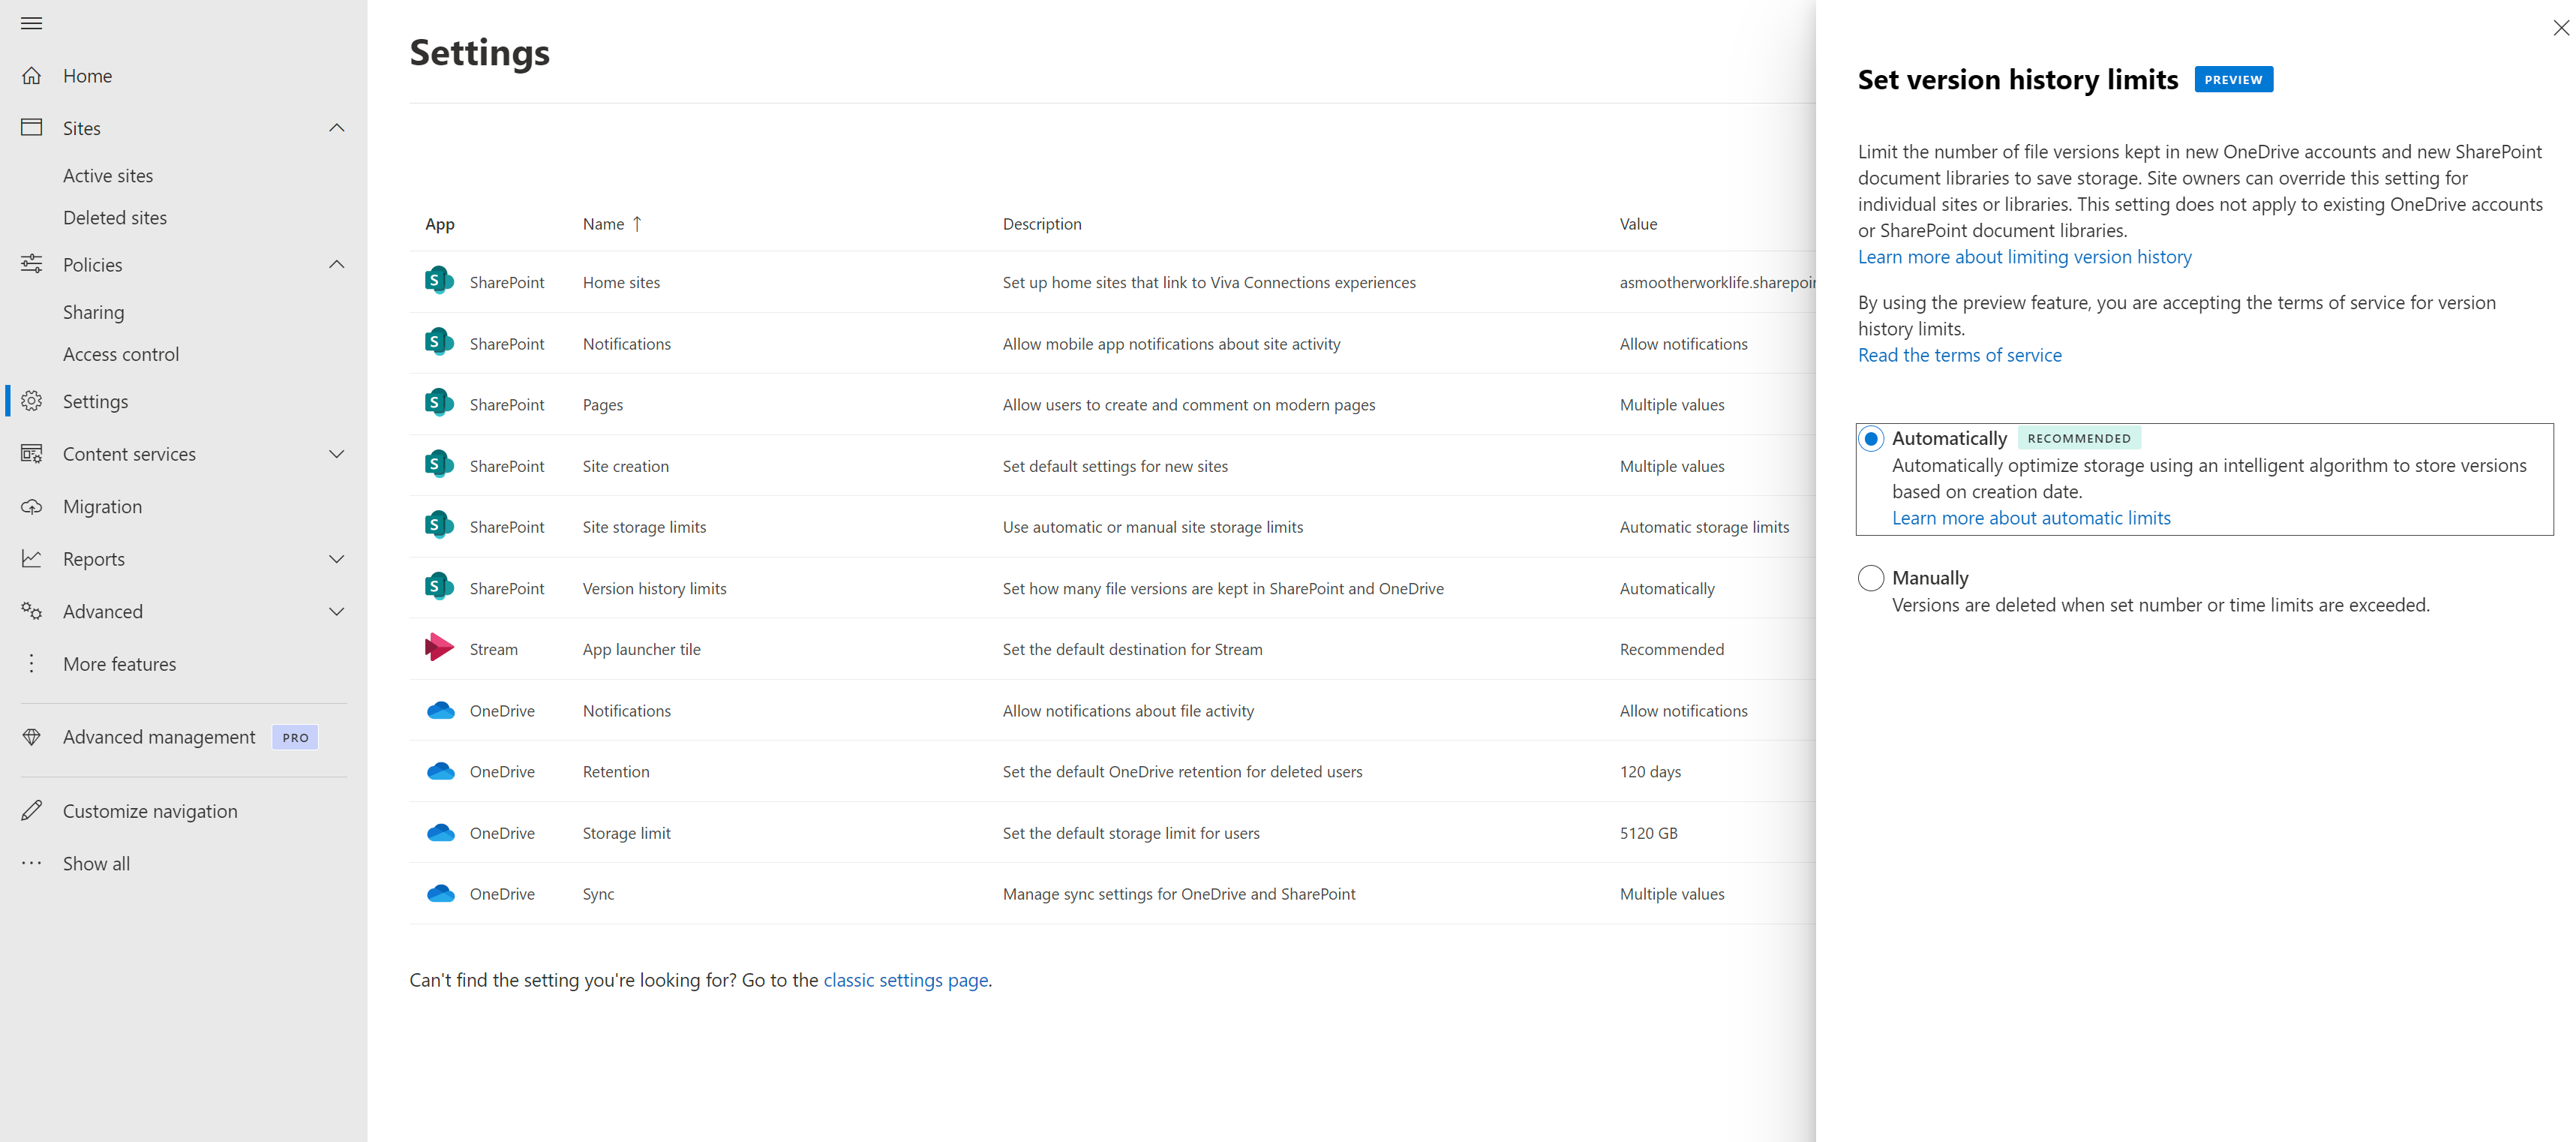 Home
Sites
Active sites
Deleted sites
Policies
Sharing
Access control
Settings
Content services
Migration
Reports
Advanced
More features
Advanced management PRO
Customize navigation
Show all
Settings
App Name ↑ Description Value
SharePoint Home sites Set up home sites that link to Viva Connections experiences asmootherworklife.sharepoin
SharePoint Notifications Allow mobile app notifications about site activity Allow notifications
SharePoint Pages Allow users to create and comment on modern pages Multiple values
SharePoint Site creation Set default settings for new sites Multiple values
SharePoint Site storage limits Use automatic or manual site storage limits Automatic storage limits
SharePoint Version history limits Set how many file versions are kept in SharePoint and OneDrive Automatically
Stream App launcher tile Set the default destination for Stream Recommended
OneDrive Notifications Allow notifications about file activity Allow notifications
OneDrive Retention Set the default OneDrive retention for deleted users 120 days
OneDrive Storage limit Set the default storage limit for users 5120 GB
OneDrive Sync Manage sync settings for OneDrive and SharePoint Multiple values
Can't find the setting you're looking for? Go to the classic settings page.
Set version history limits PREVIEW
Limit the number of file versions kept in new OneDrive accounts and new SharePoint
document libraries to save storage. Site owners can override this setting for
individual sites or libraries. This setting does not apply to existing OneDrive accounts
or SharePoint document libraries.
Learn more about limiting version history
By using the preview feature, you are accepting the terms of service for version
history limits.
Read the terms of service
Automatically RECOMMENDED
Automatically optimize storage using an intelligent algorithm to store versions
based on creation date.
Learn more about automatic limits
Manually
Versions are deleted when set number or time limits are exceeded.